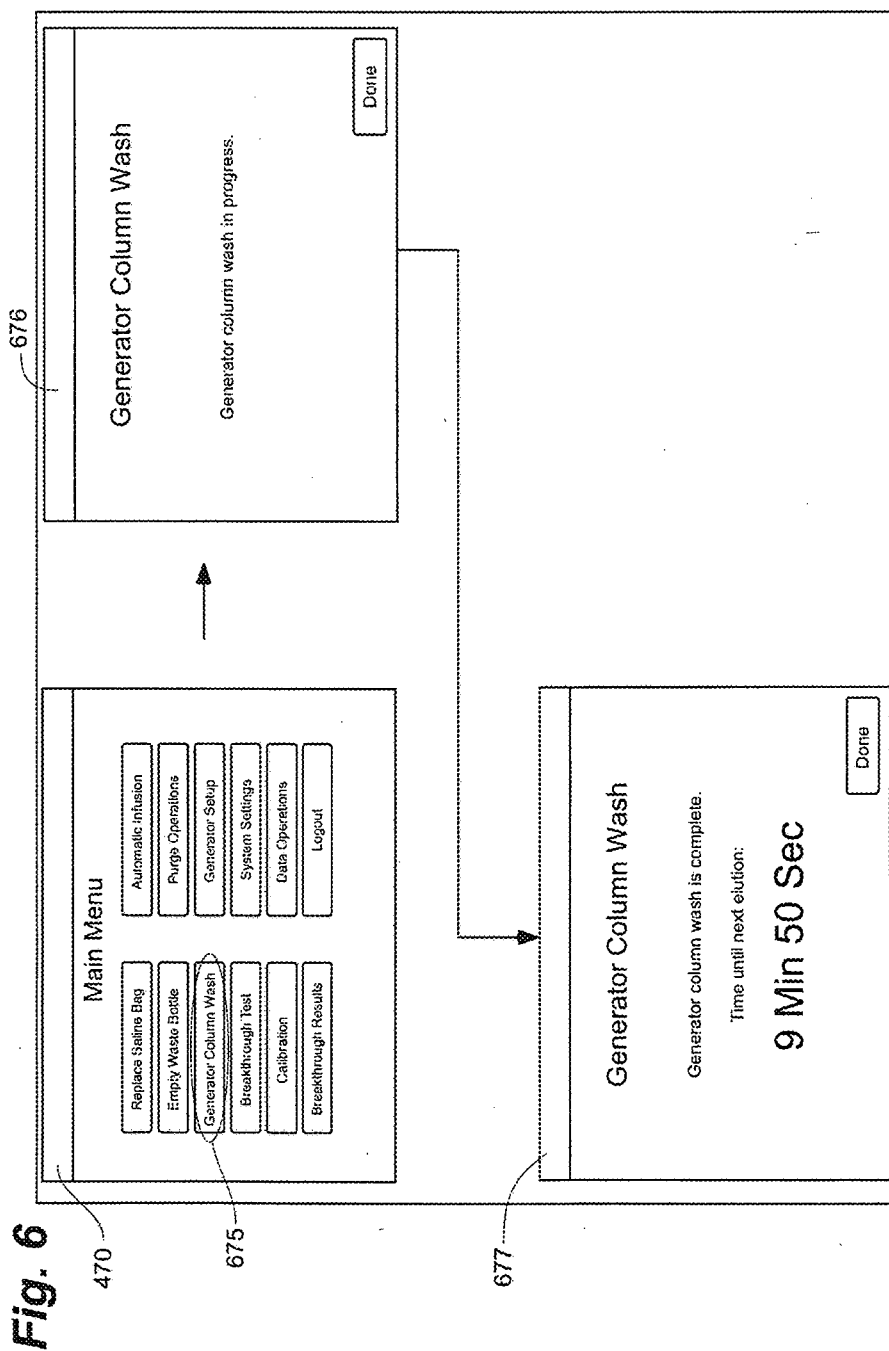 Fig. 6
470
Main Menu
Replace Saline Bag
Automatic Infusion
Empty Waste Bottle
Purge Operations
Generator Column Wash
Generator Setup
Breakthrough Test
System Settings
Calibration
Data Operations
Breakthrough Results
Logout
675
676
Generator Column Wash
Generator column wash in progress.
Done
677
Generator Column Wash
Generator column wash is complete.
Time until next elution:
9 Min 50 Sec
Done